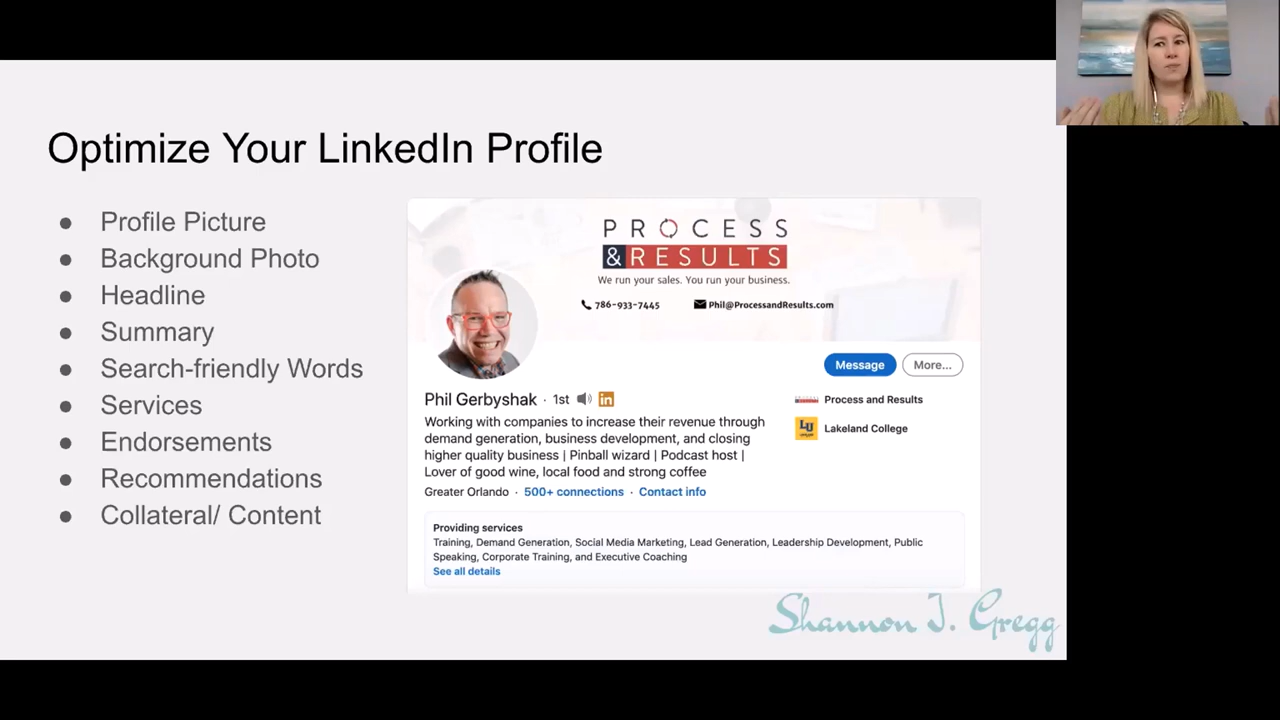 Optimize Your LinkedIn Profile
● Profile Picture
● Background Photo
● Headline
● Summary
● Search-friendly Words
● Services
● Endorsements
● Recommendations
● Collateral/ Content
PROCESS
&RESULTS
We run your sales. You run your business.
786-933-7445 Phil@ProcessandResults.com
Message More...
Phil Gerbyshak · 1st in
Working with companies to increase their revenue through
demand generation, business development, and closing
higher quality business | Pinball wizard | Podcast host |
Lover of good wine, local food and strong coffee
Greater Orlando · 500+ connections · Contact info
Process and Results
LU Lakeland College
Providing services
Training, Demand Generation, Social Media Marketing, Lead Generation, Leadership Development, Public
Speaking, Corporate Training, and Executive Coaching
See all details
Shannon J. Gregg